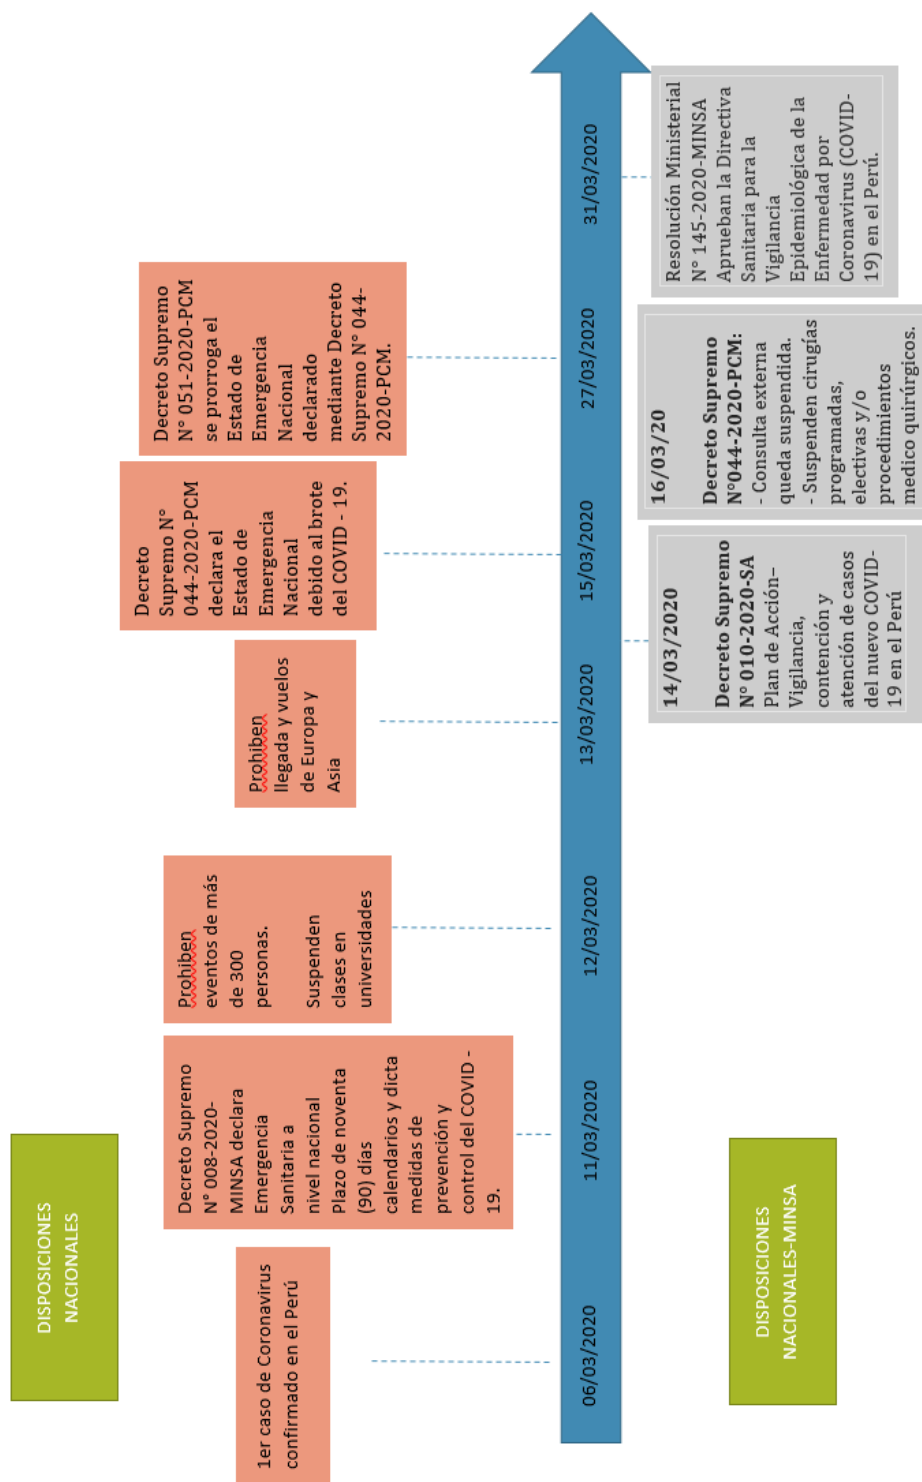 DISPOSICIONES
NACIONALES
1er caso de Coronavirus
confirmado en el Perú
Decreto Supremo
N° 008-2020-
MINSA declara
Emergencia
Sanitaria a
nivel nacional
Plazo de noventa
(90) días
calendarios y dicta
medidas de
prevención y
control del COVID -
19.
Prohiben
eventos de más
de 300
personas.
Suspenden
clases en
universidades
Prohiben
llegada y vuelos
de Europa y
Asia
Decreto
Supremo N°
044-2020-PCM
declara el
Estado de
Emergencia
Nacional
debido al brote
del COVID - 19.
Decreto Supremo
N° 051-2020-PCM
se prorroga el
Estado de
Emergencia
Nacional
declarado
mediante Decreto
Supremo N° 044-
2020-PCM.
06/03/2020
11/03/2020
12/03/2020
13/03/2020
15/03/2020
27/03/2020
31/03/2020
DISPOSICIONES
NACIONALES-MINSA
14/03/2020
Decreto Supremo
N° 010-2020-SA
Plan de Acción–
Vigilancia,
contención y
atención de casos
del nuevo COVID-
19 en el Perú
16/03/20
Decreto Supremo
N°044-2020-PCM:
- Consulta externa
queda suspendida.
- Suspenden cirugías
programadas,
electivas y/o
procedimientos
medico quirúrgicos.
Resolución Ministerial
N° 145-2020-MINSA
Aprueban la Directiva
Sanitaria para la
Vigilancia
Epidemiológica de la
Enfermedad por
Coronavirus (COVID-
19) en el Perú.